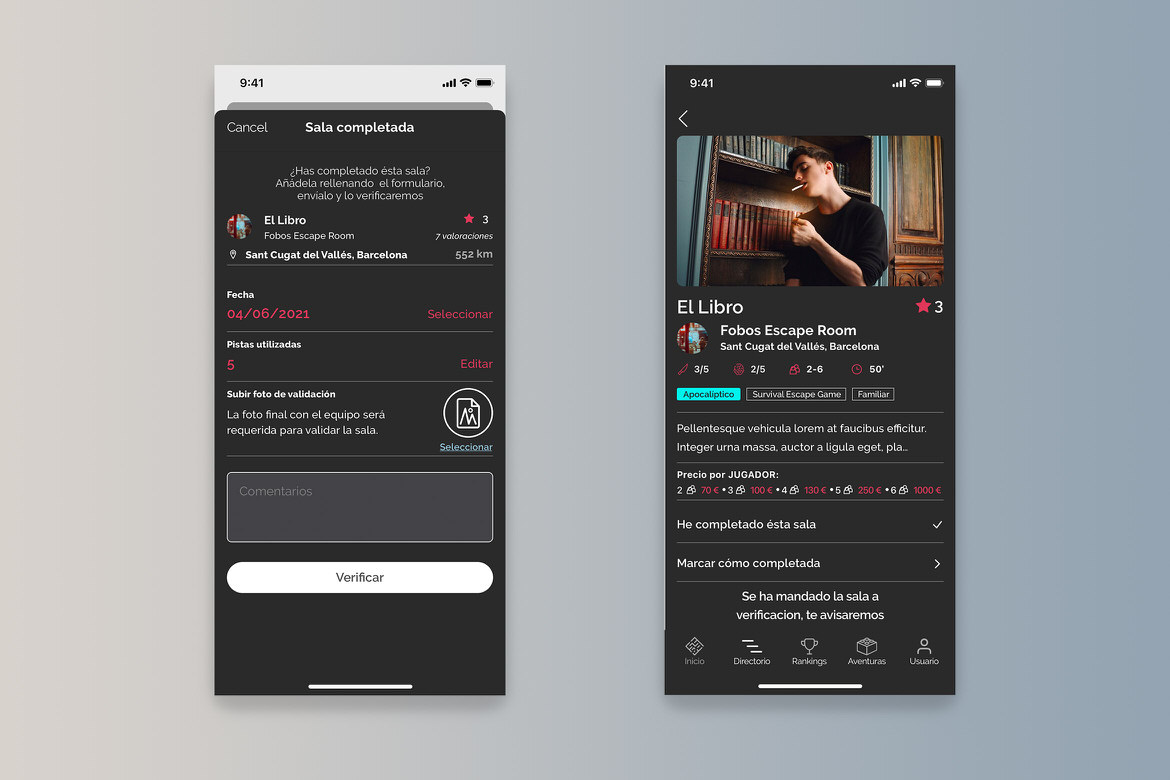 9:41
Cancel
Sala completada
¿Has completado ésta sala?
Añádela rellenando el formulario,
envíalo y lo verificaremos
El Libro
3
Fobos Escape Room
7 valoraciones
Sant Cugat del Vallés, Barcelona
552 km
Fecha
04/06/2021
Seleccionar
Pistas utilizadas
5
Editar
Subir foto de validación
La foto final con el equipo será
requerida para validar la sala.
Seleccionar
Comentarios
Verificar
9:41
El Libro
3
Fobos Escape Room
Sant Cugat del Vallés, Barcelona
3/5 2/5 2-6 50'
Apocalíptico Survival Escape Game Familiar
Pellentesque vehicula lorem at faucibus efficitur.
Integer urna massa, auctor a ligula eget, pla...
Precio por JUGADOR:
2 70 € • 3 100 € • 4 130 € • 5 250 € • 6 1000 €
He completado ésta sala
Marcar cómo completada
Se ha mandado la sala a
verificacion, te avisaremos
Inicio Directorio Rankings Aventuras Usuario